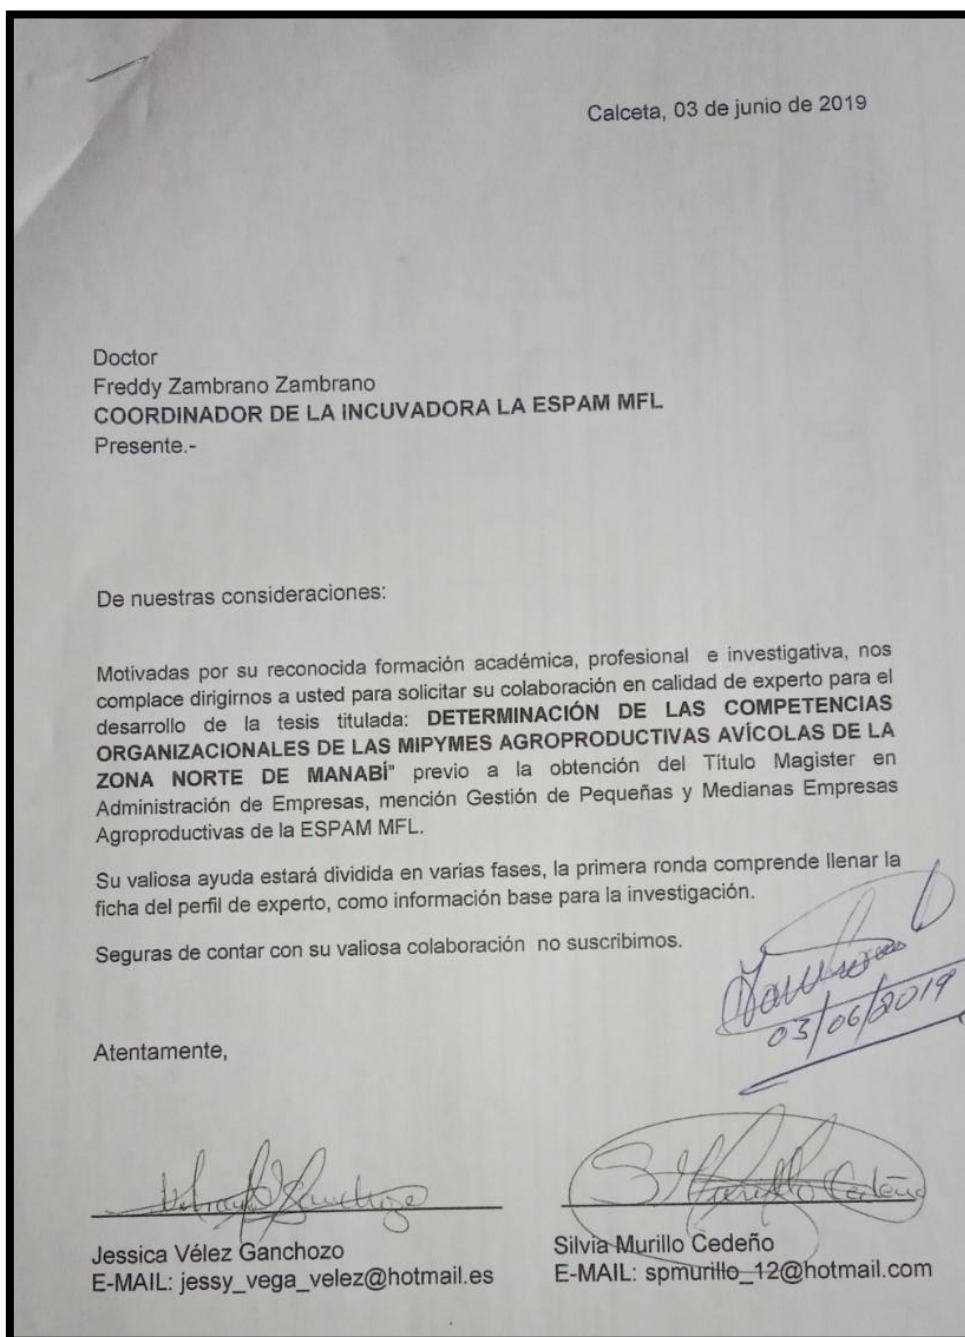 Calceta, 03 de junio de 2019
Doctor
Freddy Zambrano Zambrano
COORDINADOR DE LA INCUVADORA LA ESPAM MFL
Presente.-
De nuestras consideraciones:
Motivadas por su reconocida formación académica, profesional e investigativa, nos
complace dirigirnos a usted para solicitar su colaboración en calidad de experto para el
desarrollo de la tesis titulada: DETERMINACIÓN DE LAS COMPETENCIAS
ORGANIZACIONALES DE LAS MIPYMES AGROPRODUCTIVAS AVÍCOLAS DE LA
ZONA NORTE DE MANABÍ" previo a la obtención del Título Magister en
Administración de Empresas, mención Gestión de Pequeñas y Medianas Empresas
Agroproductivas de la ESPAM MFL.
Su valiosa ayuda estará dividida en varias fases, la primera ronda comprende llenar la
ficha del perfil de experto, como información base para la investigación.
Seguras de contar con su valiosa colaboración no suscribimos.
03/06/2019
Atentamente,
Jessica Vélez Ganchozo
E-MAIL: jessy_vega_velez@hotmail.es
Silvia Murillo Cedeño
E-MAIL: spmurillo_12@hotmail.com